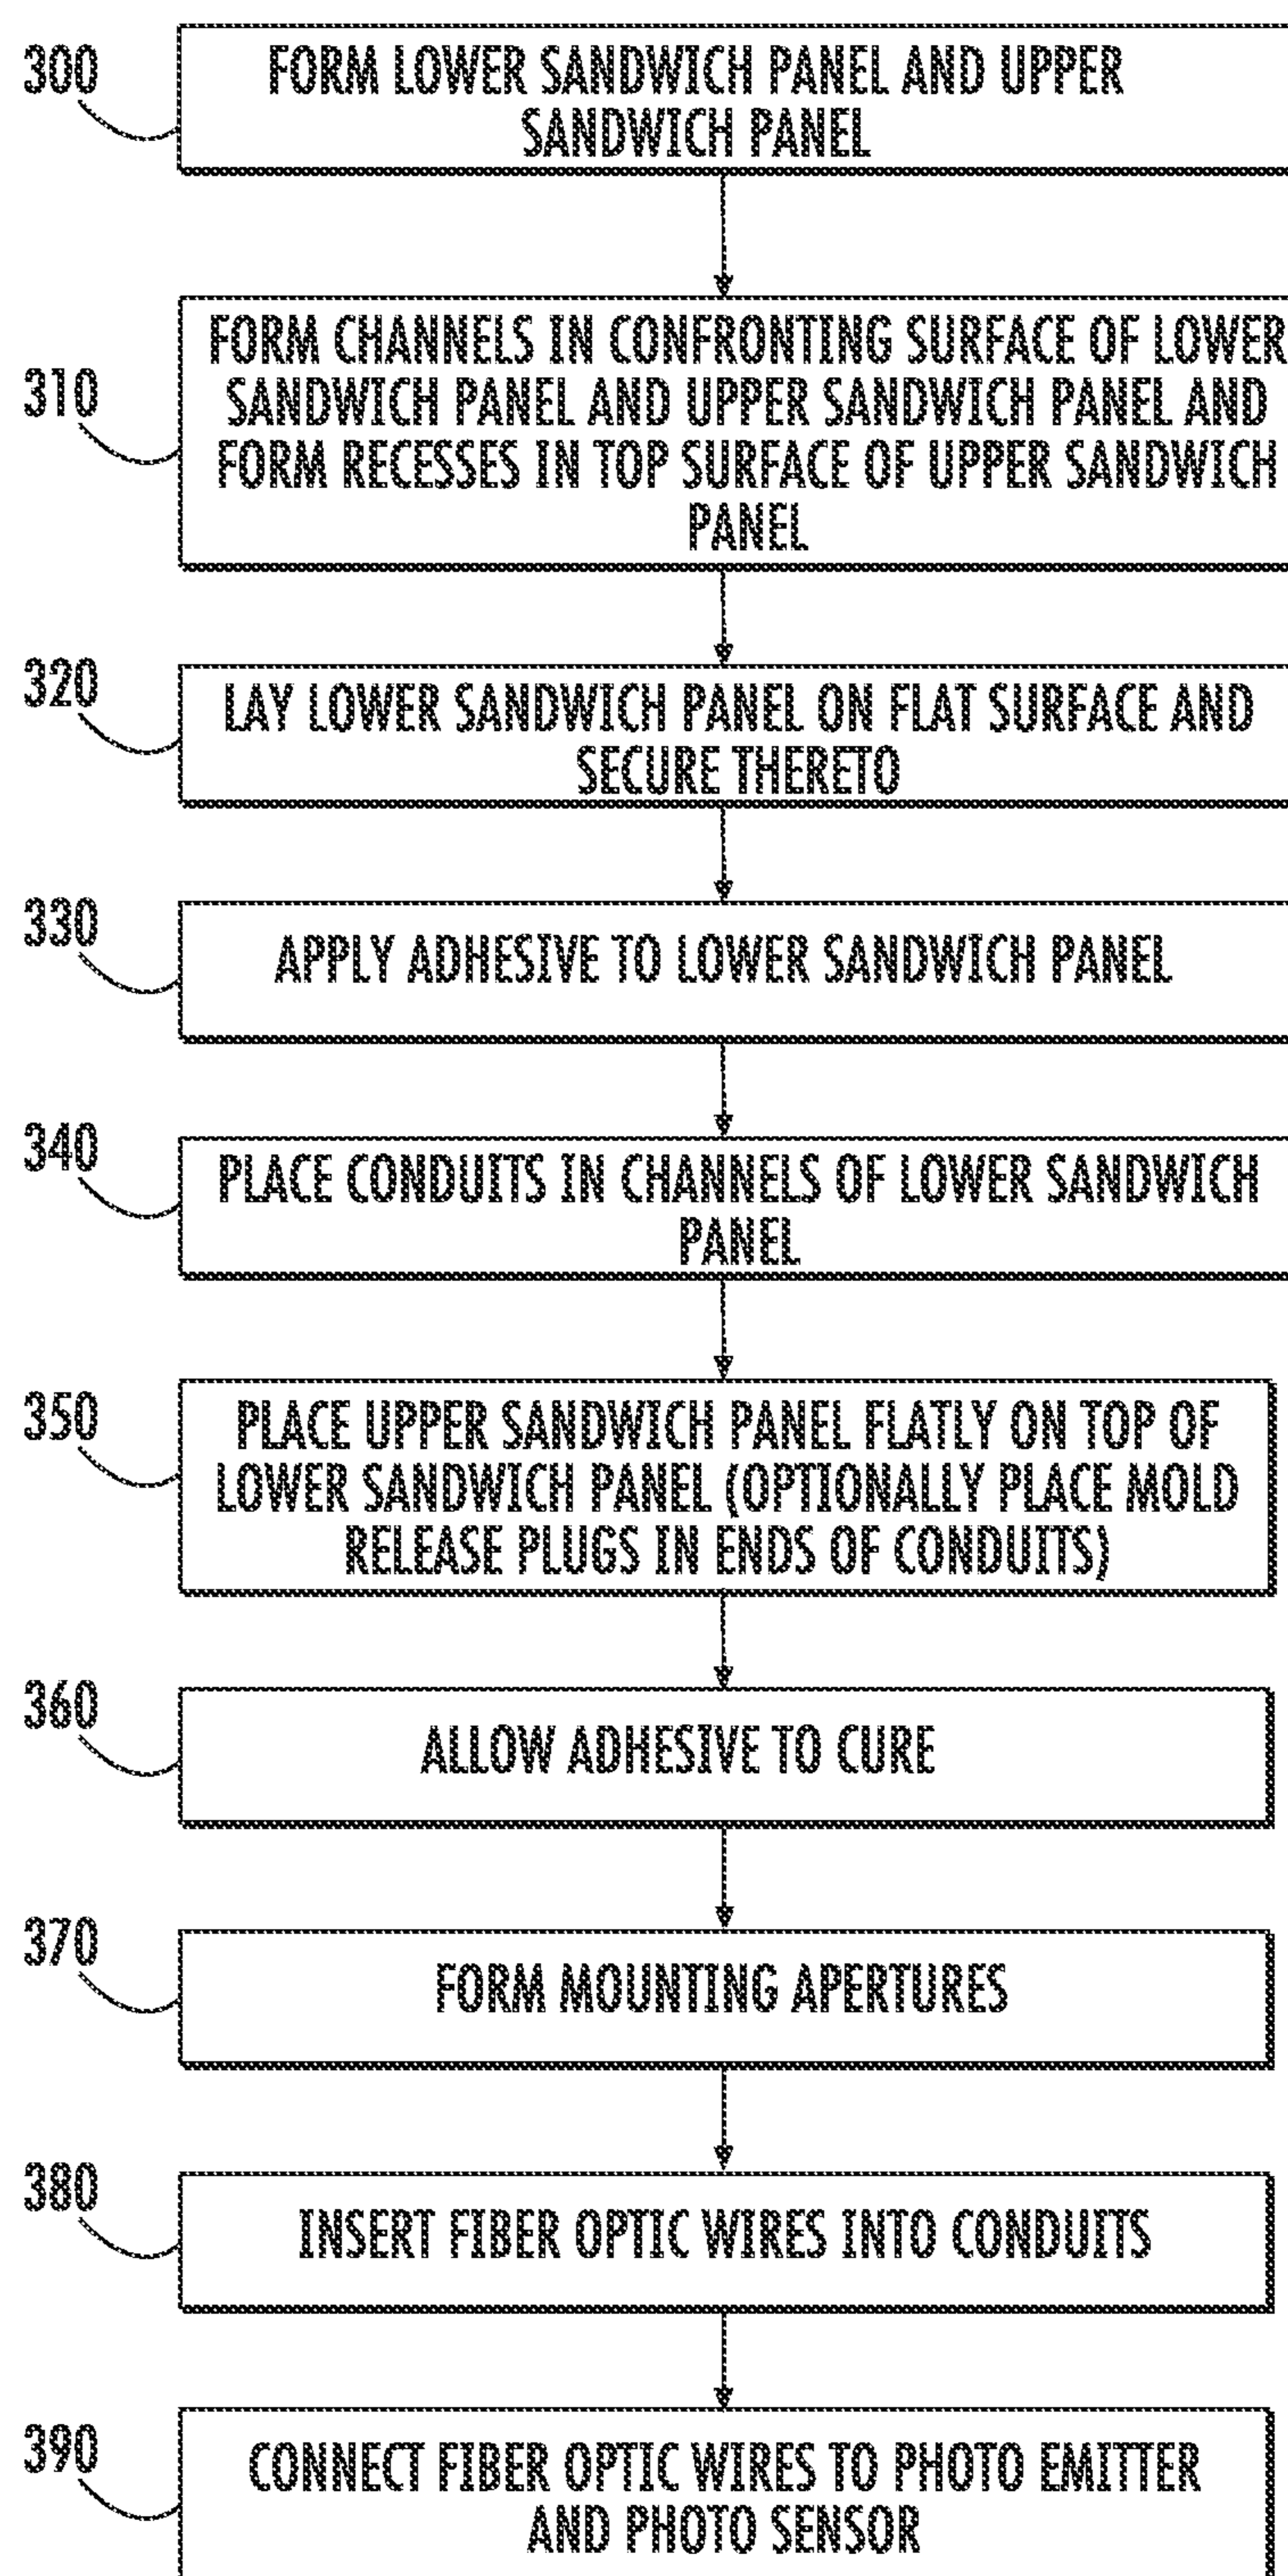 300
FORM LOWER SANDWICH PANEL AND UPPER
SANDWICH PANEL
310
FORM CHANNELS IN CONFRONTING SURFACE OF LOWER
SANDWICH PANEL AND UPPER SANDWICH PANEL AND
FORM RECESSES IN TOP SURFACE OF UPPER SANDWICH
PANEL
320
LAY LOWER SANDWICH PANEL ON FLAT SURFACE AND
SECURE THERETO
330
APPLY ADHESIVE TO LOWER SANDWICH PANEL
340
PLACE CONDUITS IN CHANNELS OF LOWER SANDWICH
PANEL
350
PLACE UPPER SANDWICH PANEL FLATLY ON TOP OF
LOWER SANDWICH PANEL (OPTIONALLY PLACE MOLD
RELEASE PLUGS IN ENDS OF CONDUITS)
360
ALLOW ADHESIVE TO CURE
370
FORM MOUNTING APERTURES
380
INSERT FIBER OPTIC WIRES INTO CONDUITS
390
CONNECT FIBER OPTIC WIRES TO PHOTO EMITTER
AND PHOTO SENSOR